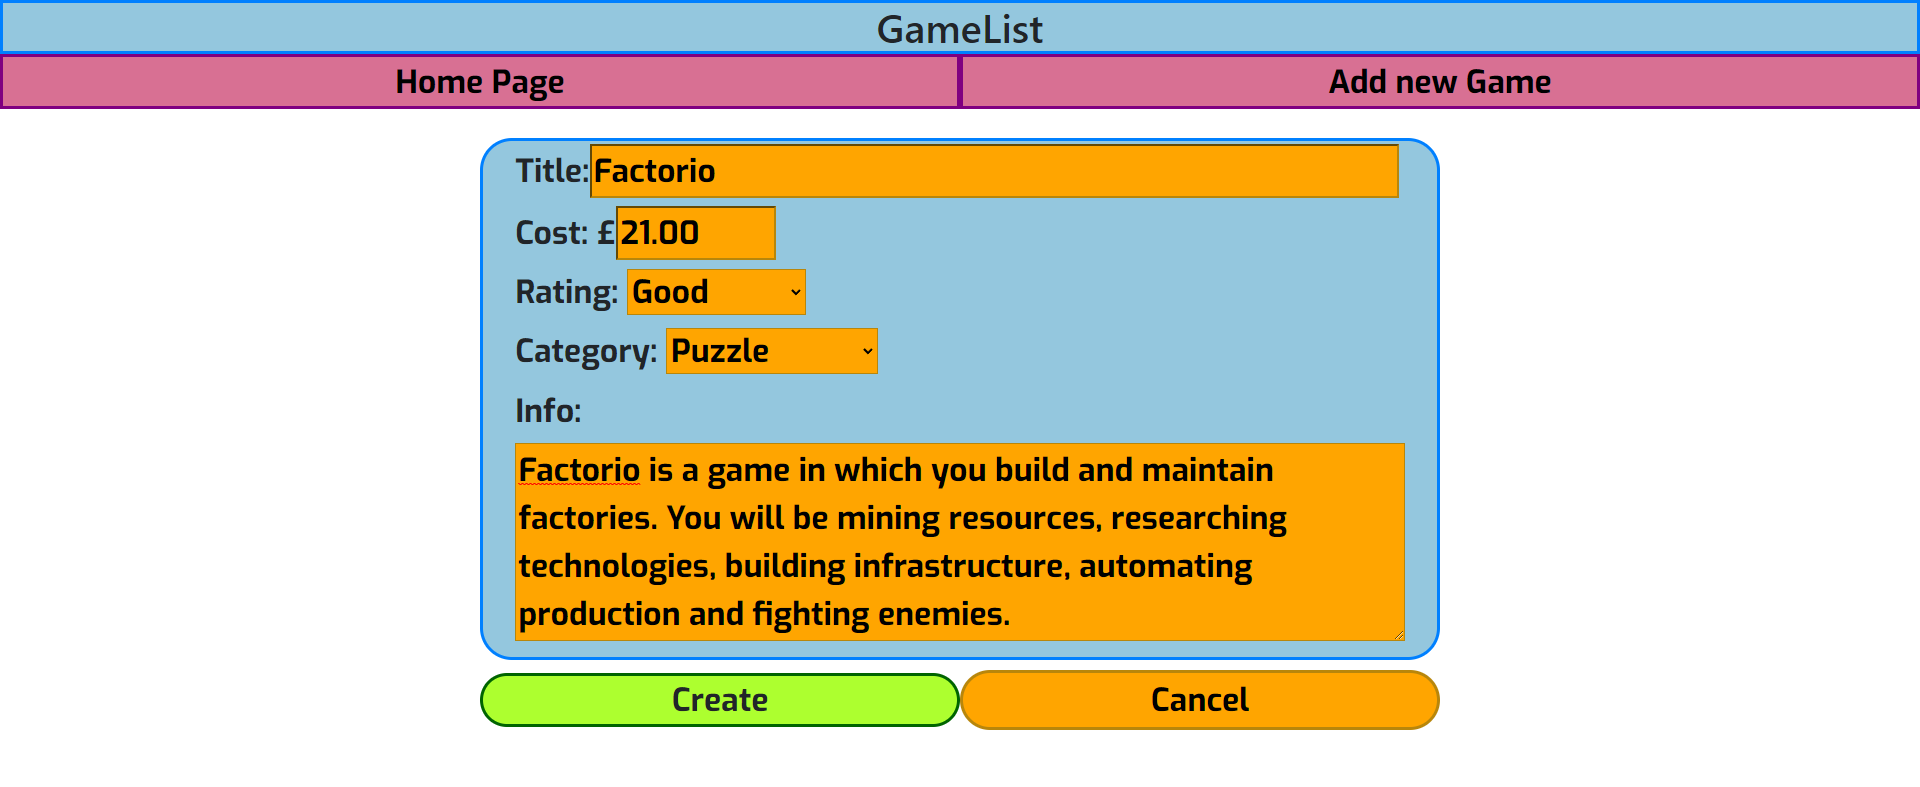 GameList
Home Page Add new Game
Title: Factorio
Cost: £21.00
Rating: Good
Category: Puzzle
Info:
Factorio is a game in which you build and maintain
factories. You will be mining resources, researching
technologies, building infrastructure, automating
production and fighting enemies.
Create Cancel